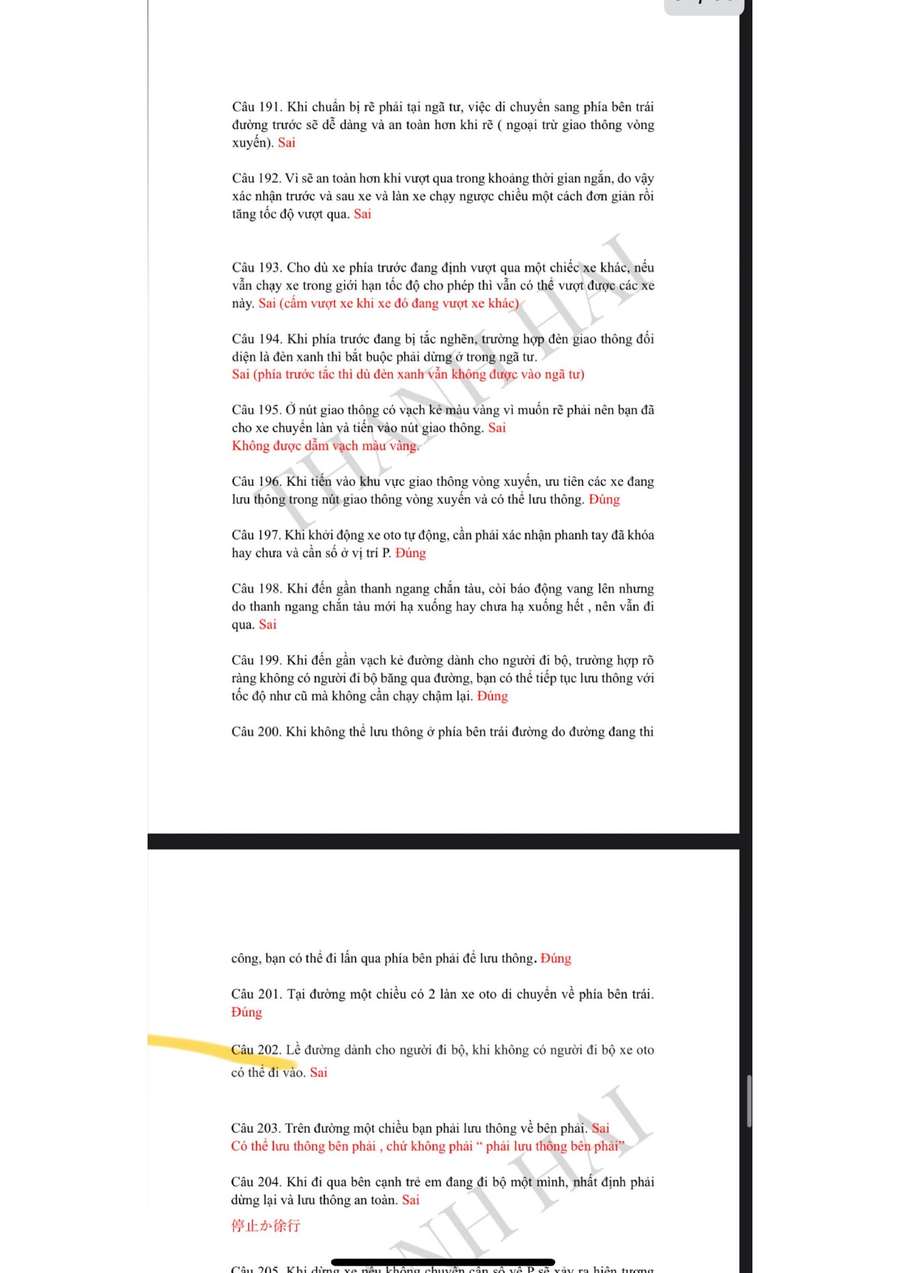 Câu 191. Khi chuẩn bị rẽ phải tại ngã tư, việc di chuyển sang phía bên trái
đường trước sẽ dễ dàng và an toàn hơn khi rẽ ( ngoại trừ giao thông vòng
xuyến). Sai
Câu 192. Vì sẽ an toàn hơn khi vượt qua trong khoảng thời gian ngắn, do vậy
xác nhận trước và sau xe và làn xe chạy ngược chiều một cách đơn giản rồi
tăng tốc độ vượt qua. Sai
Câu 193. Cho dù xe phía trước đang định vượt qua một chiếc xe khác, nếu
vẫn chạy xe trong giới hạn tốc độ cho phép thì vẫn có thể vượt được các xe
này. Sai (cấm vượt xe khi xe đó đang vượt xe khác)
Câu 194. Khi phía trước đang bị tắc nghẽn, trường hợp đèn giao thông đối
diện là đèn xanh thì bắt buộc phải dừng ở trong ngã tư.
Sai (phía trước tắc thì dù đèn xanh vẫn không được vào ngã tư)
Câu 195. Ở nút giao thông có vạch kẻ màu vàng vì muốn rẽ phải nên bạn đã
cho xe chuyển làn và tiến vào nút giao thông. Sai
Không được dẫm vạch màu vàng.
Câu 196. Khi tiến vào khu vực giao thông vòng xuyến, ưu tiên các xe đang
lưu thông trong nút giao thông vòng xuyến và có thể lưu thông. Đúng
Câu 197. Khi khởi động xe oto tự động, cần phải xác nhận phanh tay đã khóa
hay chưa và cần số ở vị trí P. Đúng
Câu 198. Khi đến gần thanh ngang chắn tàu, còi báo động vang lên nhưng
do thanh ngang chắn tàu mới hạ xuống hay chưa hạ xuống hết , nên vẫn đi
qua. Sai
Câu 199. Khi đến gần vạch kẻ đường dành cho người đi bộ, trường hợp rõ
ràng không có người đi bộ băng qua đường, bạn có thể tiếp tục lưu thông với
tốc độ như cũ mà không cần chạy chậm lại. Đúng
Câu 200. Khi không thể lưu thông ở phía bên trái đường do đường đang thi
THANH HAI
công, bạn có thể đi lấn qua phía bên phải để lưu thông. Đúng
Câu 201. Tại đường một chiều có 2 làn xe oto di chuyển về phía bên trái.
Đúng
Câu 202. Lề đường dành cho người đi bộ, khi không có người đi bộ xe oto
có thể đi vào. Sai
Câu 203. Trên đường một chiều bạn phải lưu thông về bên phải. Sai
Có thể lưu thông bên phải , chứ không phải “ phải lưu thông bên phải”
Câu 204. Khi đi qua bên cạnh trẻ em đang đi bộ một mình, nhất định phải
dừng lại và lưu thông an toàn. Sai
停止か徐行
Câu 205. Khi dừng xe nếu không chuyển cần số về P sẽ xảy ra hiện tượng
NH HAI